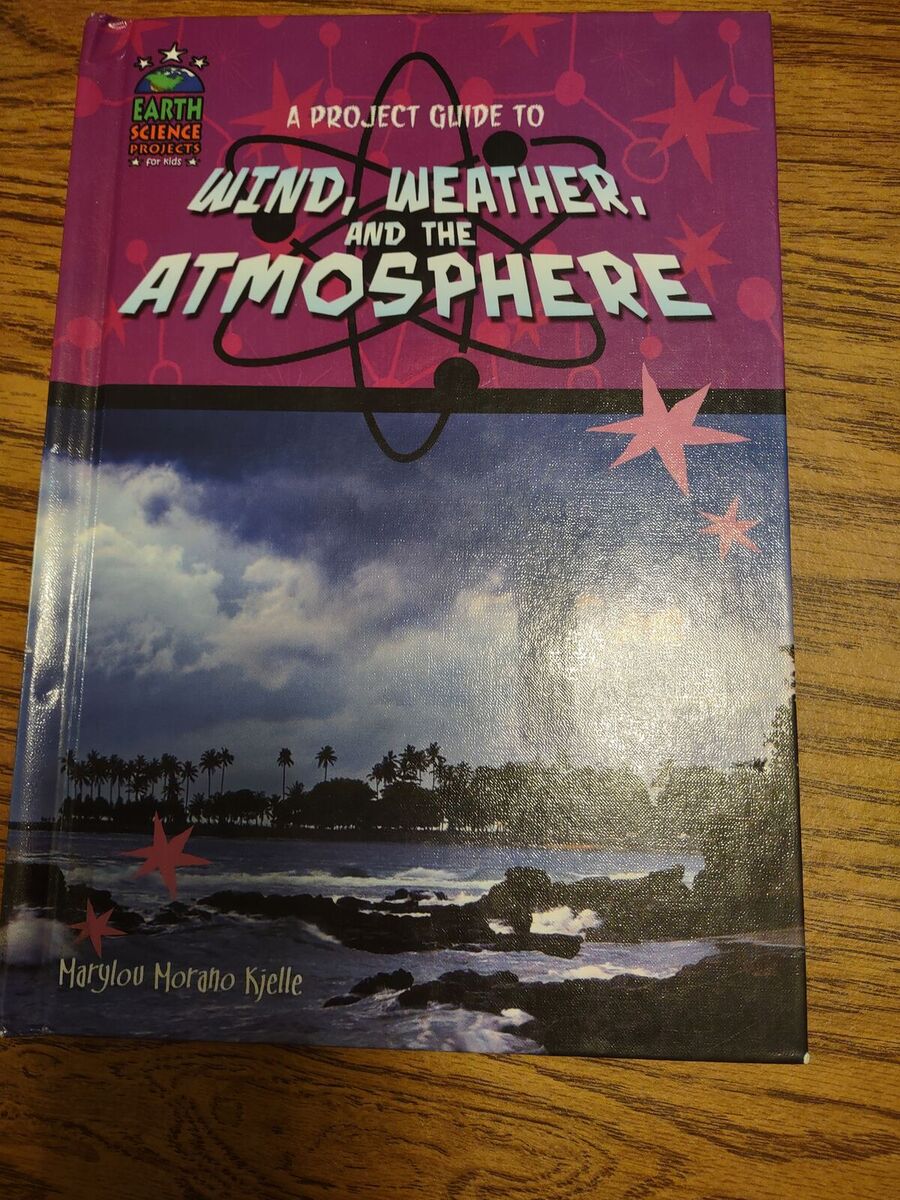 EARTH
SCIENCE
PROJECTS
for kids
A PROJECT GUIDE TO
WIND, WEATHER,
AND THE
ATMOSPHERE
Marylou Morano Kjelle